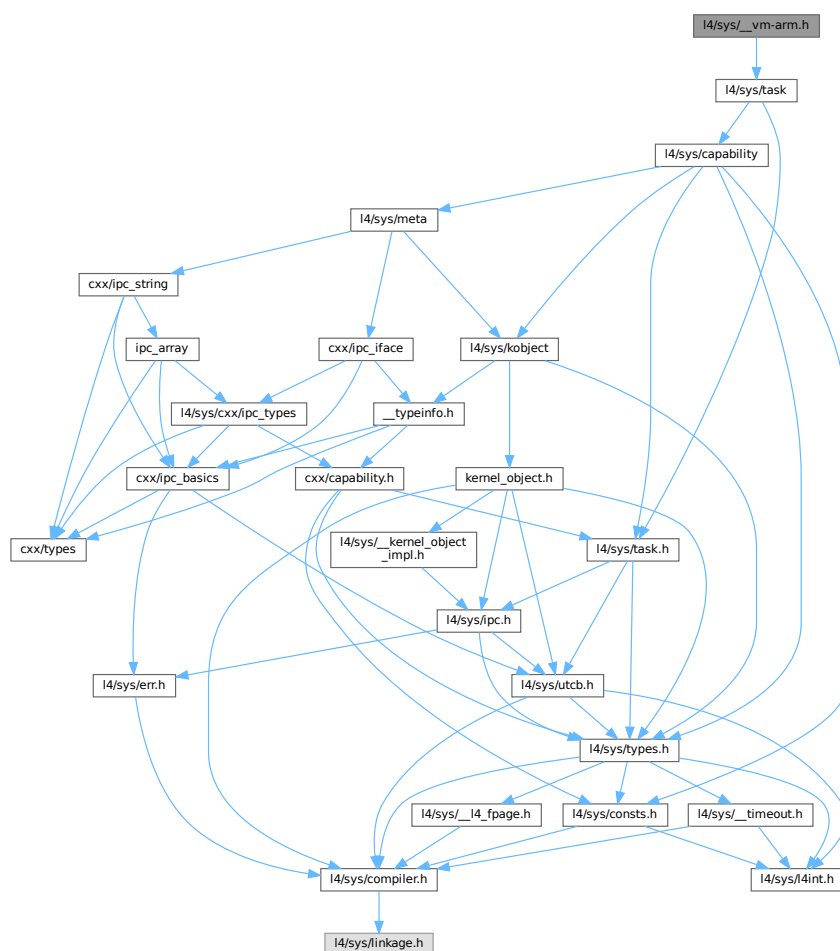 l4/sys/__vm-arm.h
l4/sys/task
l4/sys/capability
l4/sys/meta
cxx/ipc_string
ipc_array
cxx/ipc_iface
l4/sys/kobject
l4/sys/cxx/ipc_types
__typeinfo.h
cxx/ipc_basics
cxx/capability.h
kernel_object.h
cxx/types
l4/sys/__kernel_object
_impl.h
l4/sys/task.h
l4/sys/ipc.h
l4/sys/err.h
l4/sys/utcb.h
l4/sys/types.h
l4/sys/__l4_fpage.h
l4/sys/consts.h
l4/sys/__timeout.h
l4/sys/compiler.h
l4/sys/l4int.h
l4/sys/linkage.h